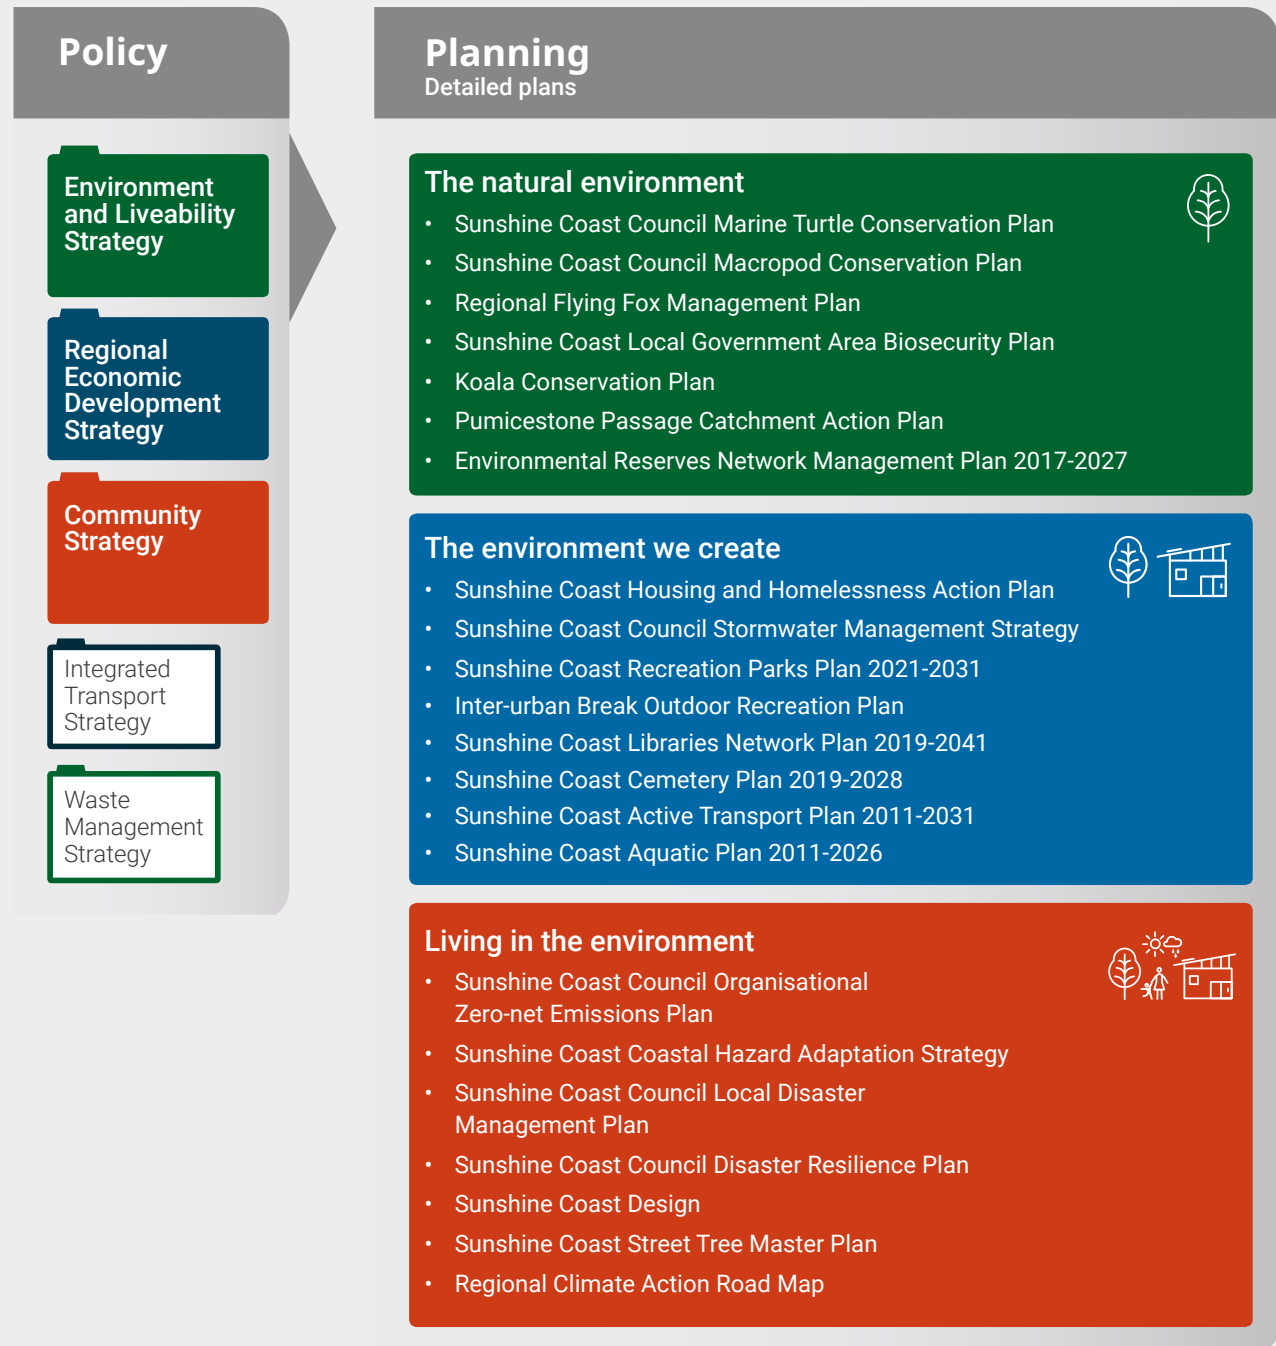 Policy
Environment
and Liveability
Strategy
Regional
Economic
Development
Strategy
Community
Strategy
Integrated
Transport
Strategy
Waste
Management
Strategy
Planning
Detailed plans
The natural environment
• Sunshine Coast Council Marine Turtle Conservation Plan
• Sunshine Coast Council Macropod Conservation Plan
• Regional Flying Fox Management Plan
• Sunshine Coast Local Government Area Biosecurity Plan
• Koala Conservation Plan
• Pumicestone Passage Catchment Action Plan
• Environmental Reserves Network Management Plan 2017-2027
The environment we create
• Sunshine Coast Housing and Homelessness Action Plan
• Sunshine Coast Council Stormwater Management Strategy
• Sunshine Coast Recreation Parks Plan 2021-2031
• Inter-urban Break Outdoor Recreation Plan
• Sunshine Coast Libraries Network Plan 2019-2041
• Sunshine Coast Cemetery Plan 2019-2028
• Sunshine Coast Active Transport Plan 2011-2031
• Sunshine Coast Aquatic Plan 2011-2026
Living in the environment
• Sunshine Coast Council Organisational
Zero-net Emissions Plan
• Sunshine Coast Coastal Hazard Adaptation Strategy
• Sunshine Coast Council Local Disaster
Management Plan
• Sunshine Coast Council Disaster Resilience Plan
• Sunshine Coast Design
• Sunshine Coast Street Tree Master Plan
• Regional Climate Action Road Map